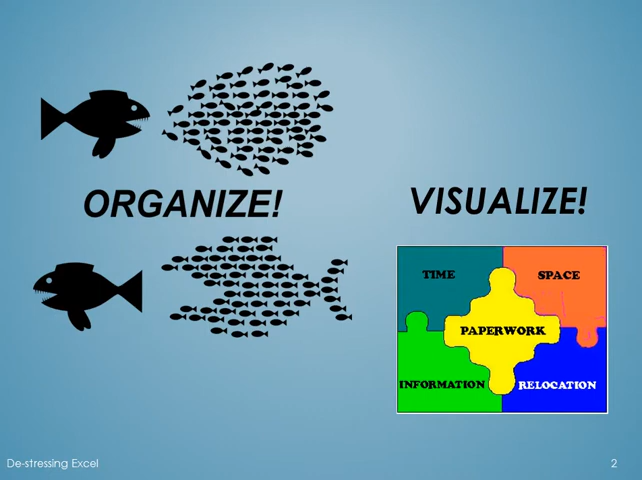 ORGANIZE!
VISUALIZE!
TIME
SPACE
PAPERWORK
INFORMATION
RELOCATION
De-stressing Excel
2